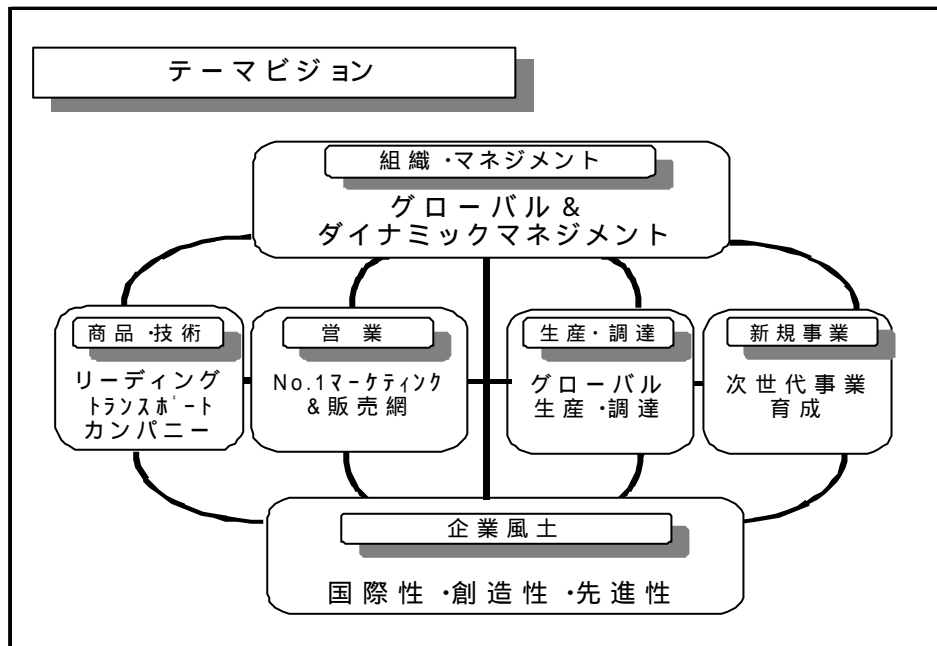 テーマビジョン
組織・マネジメント
グローバル&
ダイナミックマネジメント
商品・技術
リーディング
ﾄﾗﾝｽﾎﾟｰﾄ
カンパニー
営業
No.1ﾏｰｹﾃｨﾝｸ
&販売網
生産・調達
グローバル
生産・調達
新規事業
次世代事業
育成
企業風土
国際性・創造性・先進性